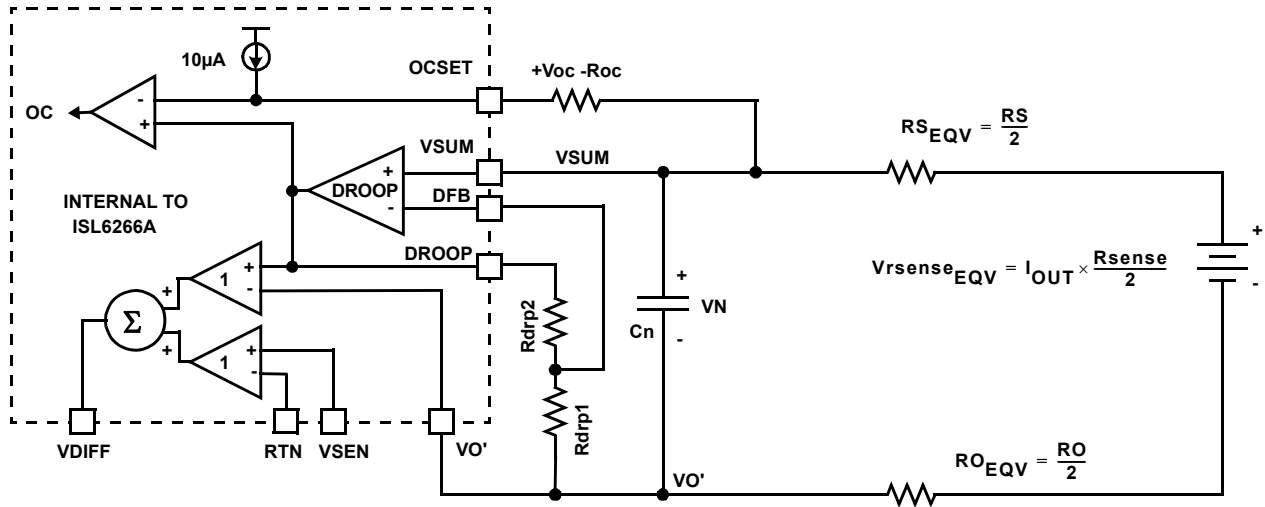 10µA
OCSET
+Voc -Roc
OC
-
+
RS_EQV = RS/2
VSUM
VSUM
+
DROOP
-
DFB
INTERNAL TO
ISL6266A
DROOP
+
1
-
+
Σ
+
+
1
-
Rdrp2
Rdrp1
+
Cn
VN
-
Vrsense_EQV = I_OUT × Rsense/2
+
-
VDIFF
RTN
VSEN
VO'
VO'
RO_EQV = RO/2